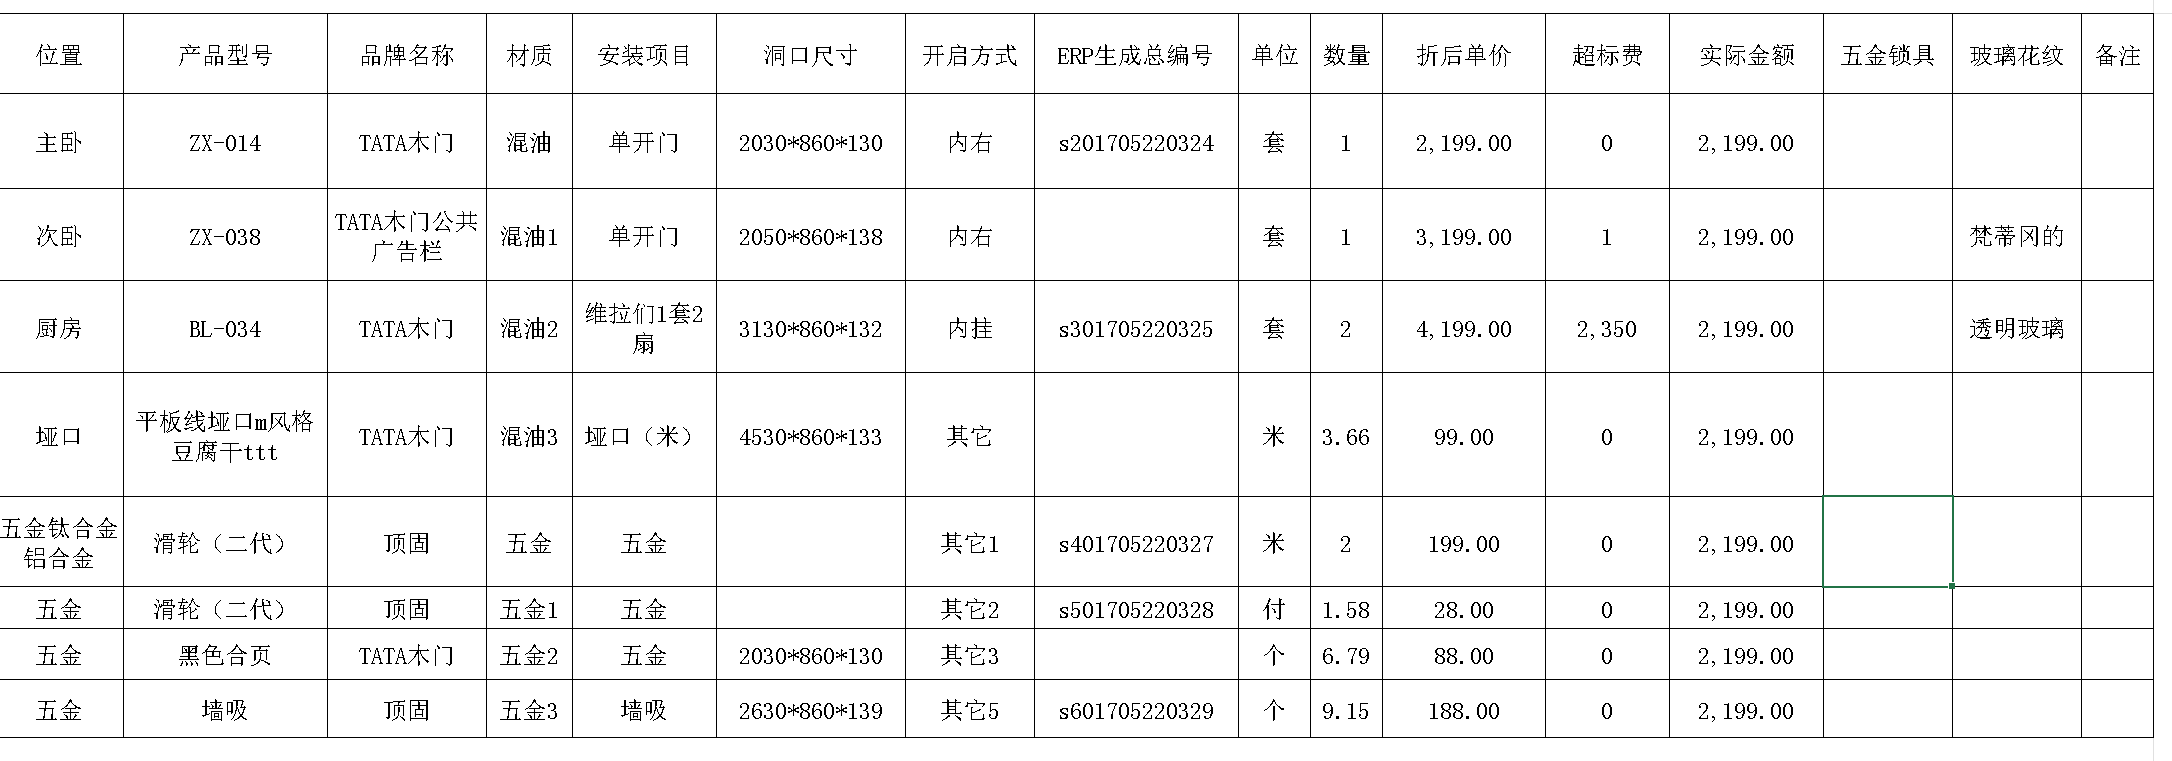 位置 产品型号 品牌名称 材质 安装项目 洞口尺寸 开启方式 ERP生成总编号 单位 数量 折后单价 超标费 实际金额 五金锁具 玻璃花纹 备注
主卧 ZX-014 TATA木门 混油 单开门 2030*860*130 内右 s201705220324 套 1 2,199.00 0 2,199.00
次卧 ZX-038 TATA木门公共
广告栏 混油1 单开门 2050*860*138 内右 套 1 3,199.00 1 2,199.00 梵蒂冈的
厨房 BL-034 TATA木门 混油2 维拉们1套2
扇 3130*860*132 内挂 s301705220325 套 2 4,199.00 2,350 2,199.00 透明玻璃
垭口 平板线垭口m风格
豆腐干ttt TATA木门 混油3 垭口（米） 4530*860*133 其它 米 3.66 99.00 0 2,199.00
五金钛合金
铝合金 滑轮（二代） 顶固 五金 五金 其它1 s401705220327 米 2 199.00 0 2,199.00
五金 滑轮（二代） 顶固 五金1 五金 其它2 s501705220328 付 1.58 28.00 0 2,199.00
五金 黑色合页 TATA木门 五金2 五金 2030*860*130 其它3 个 6.79 88.00 0 2,199.00
五金 墙吸 顶固 五金3 墙吸 2630*860*139 其它5 s601705220329 个 9.15 188.00 0 2,199.00